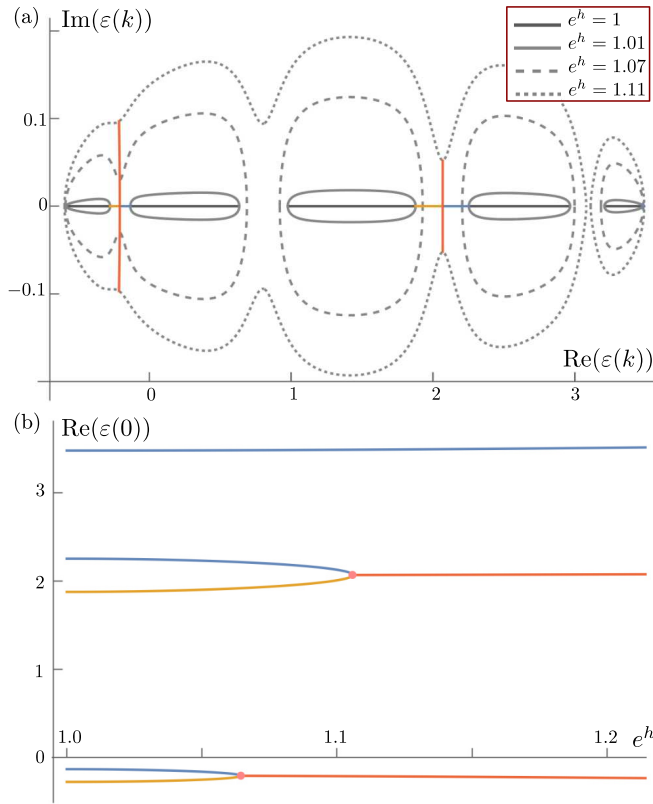 (a)
Im(ε(k))
e^h = 1
e^h = 1.01
e^h = 1.07
e^h = 1.11
0.1
0
−0.1
Re(ε(k))
0 1 2 3
(b)
Re(ε(0))
3
2
1
1.0 1.1 1.2 e^h
0